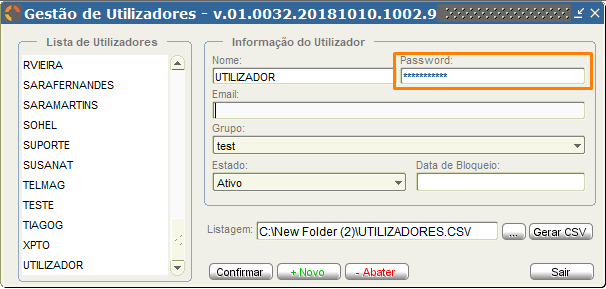 Gestão de Utilizadores - v.01.0032.20181010.1002.9
Lista de Utilizadores
RVIEIRA
SARAFERNANDES
SARAMARTINS
SOHEL
SUPORTE
SUSANAT
TELMAG
TESTE
TIAGOG
XPTO
UTILIZADOR
Informação do Utilizador
Nome: Password:
UTILIZADOR ***********
Email:
Grupo:
test
Estado: Data de Bloqueio:
Ativo
Listagem: C:\New Folder (2)\UTILIZADORES.CSV ... Gerar CSV
Confirmar + Novo - Abater Sair